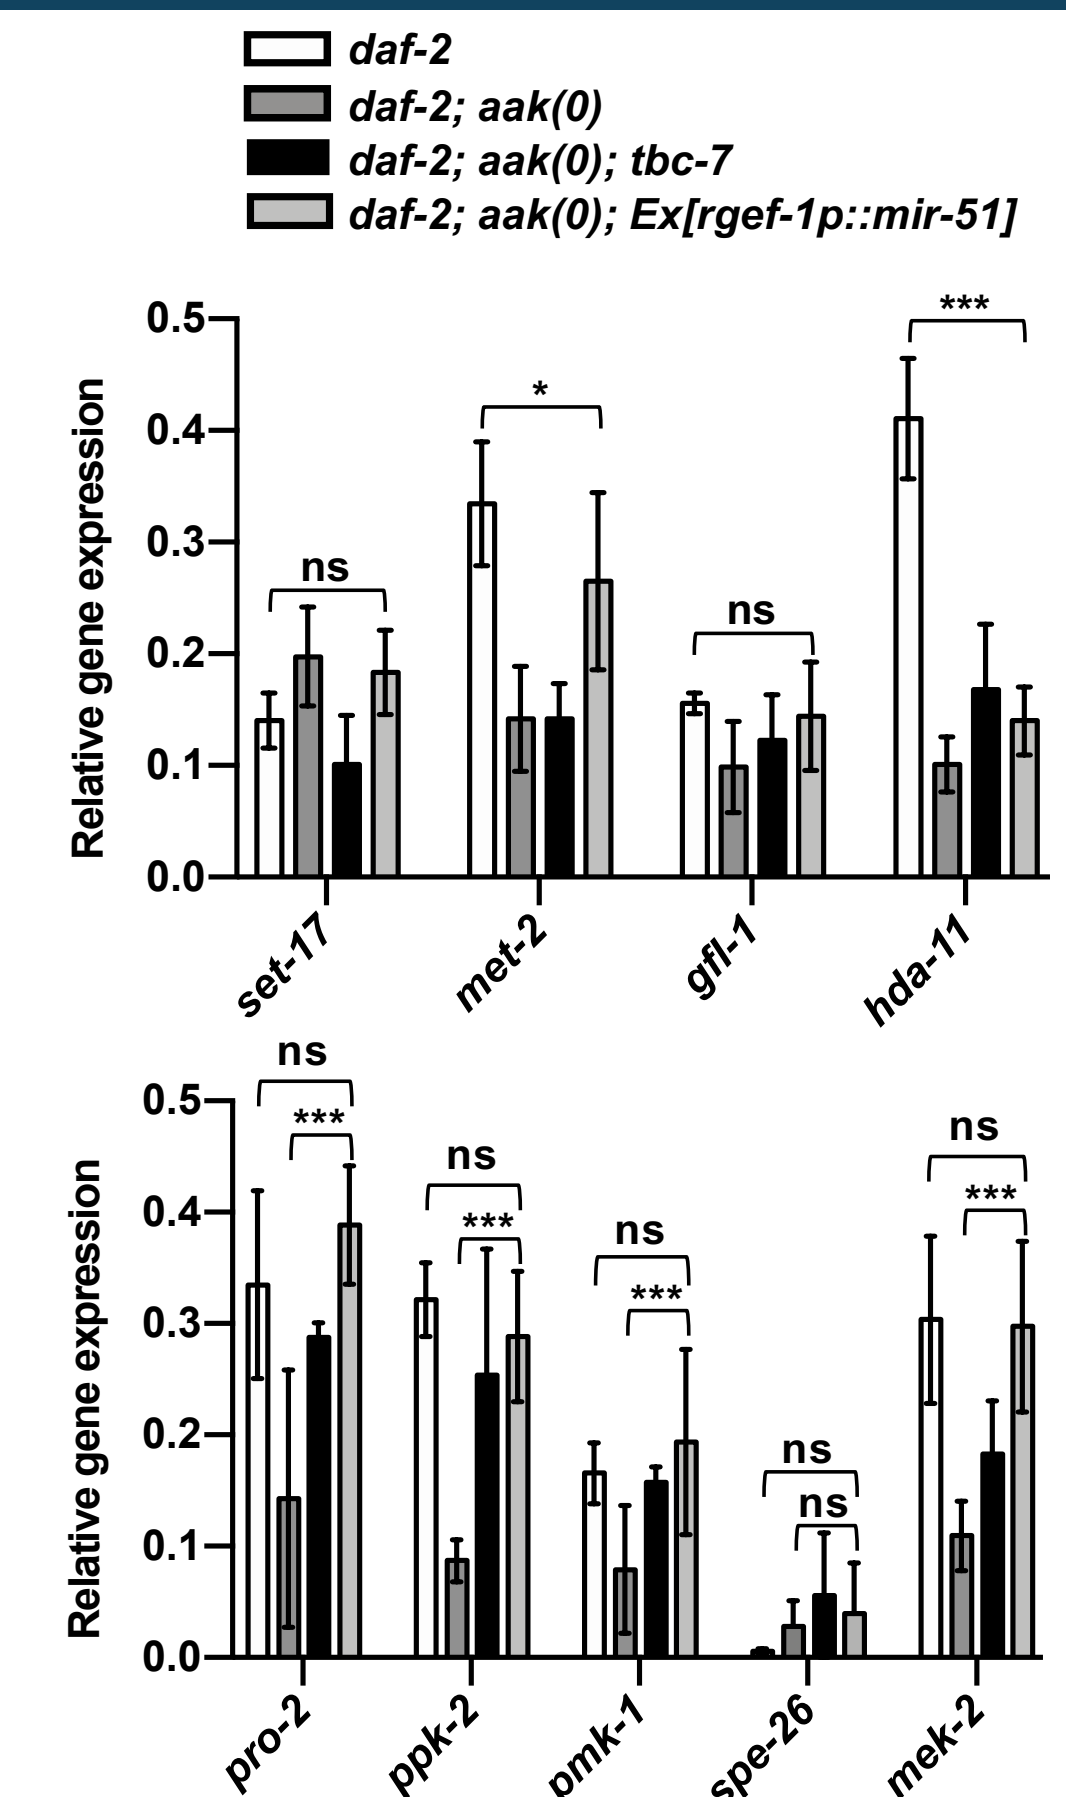 daf-2
daf-2; aak(0)
daf-2; aak(0); tbc-7
daf-2; aak(0); Ex[rgef-1p::mir-51]
Relative gene expression
0.5
0.4
0.3
0.2
0.1
0.0
ns
*
ns
***
set-17
met-2
gfl-1
hda-11
Relative gene expression
0.5
0.4
0.3
0.2
0.1
0.0
ns
***
ns
***
ns
***
ns
ns
ns
***
pro-2
ppk-2
pmk-1
spe-26
mek-2